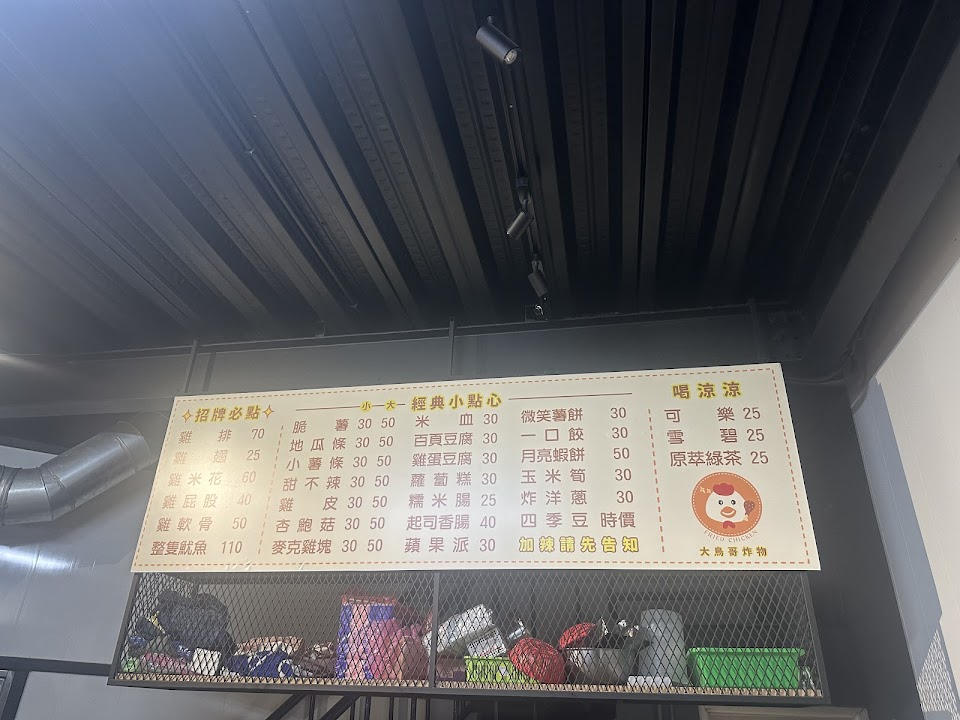 招牌必點
雞排 70
雞翅 25
雞米花 60
雞屁股 40
雞軟骨 50
整隻魷魚 110
小 大 經典小點心
脆薯 30 50
地瓜條 30 50
小薯條 30 50
甜不辣 30 50
雞皮 30 50
杏鮑菇 30 50
麥克雞塊 30 50
米血 30
百頁豆腐 30
雞蛋豆腐 30
蘿蔔糕 30
糯米腸 25
起司香腸 40
蘋果派 30
微笑薯餅 30
一口餃 30
月亮蝦餅 50
玉米筍 30
炸洋蔥 30
四季豆 時價
加辣請先告知
喝涼涼
可樂 25
雪碧 25
原萃綠茶 25
FRIED CHICKEN
大鳥哥炸物